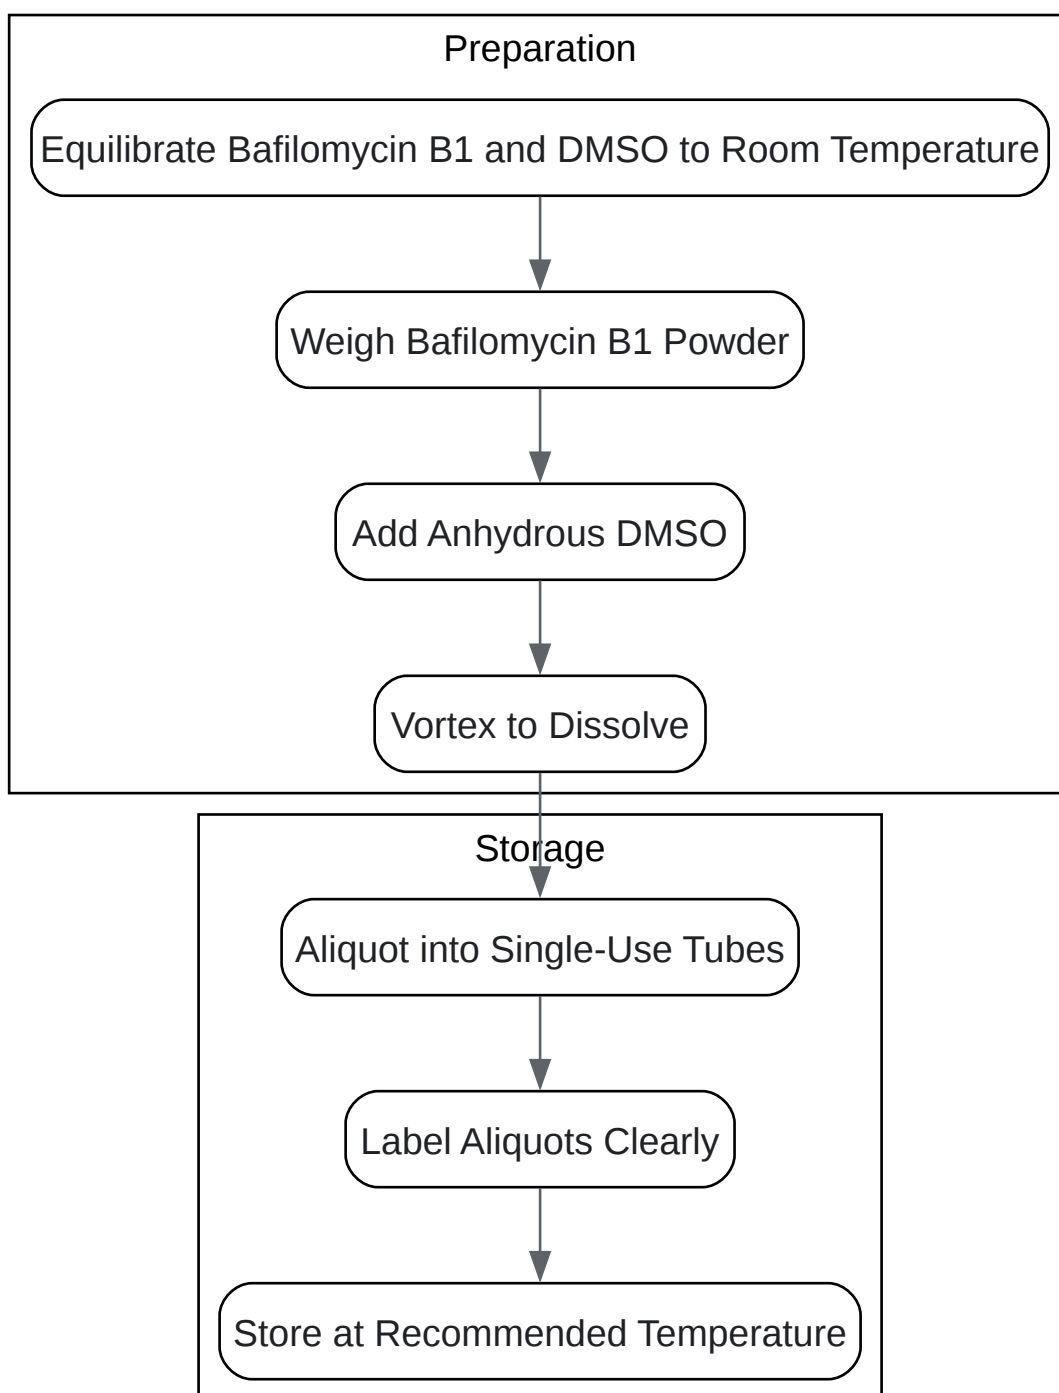 Preparation
Equilibrate Bafilomycin B1 and DMSO to Room Temperature
Weigh Bafilomycin B1 Powder
Add Anhydrous DMSO
Vortex to Dissolve
Storage
Aliquot into Single-Use Tubes
Label Aliquots Clearly
Store at Recommended Temperature